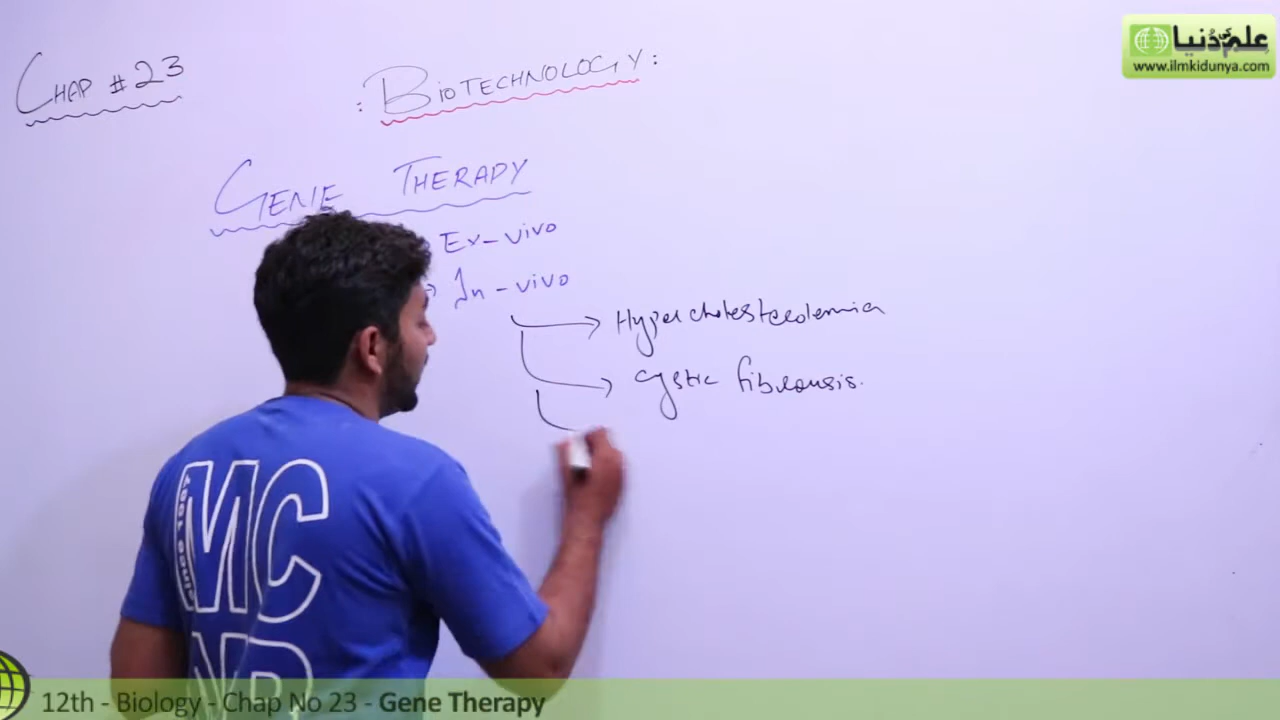 CHAP # 23
: BIOTECHNOLOGY :
علم کی دنیا
www.ilmkidunya.com
GENE THERAPY
Ex-vivo
In-vivo
Hypercholesterolemia
Cystic fibrousis.
MC
12th - Biology - Chap No 23 - Gene Therapy